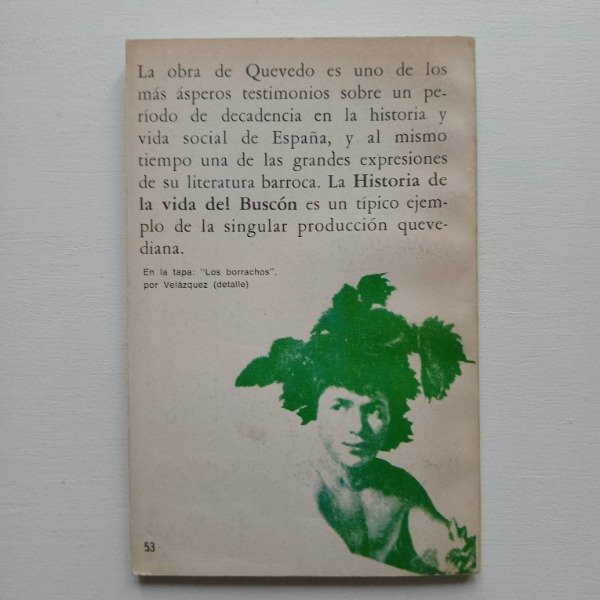 La obra de Quevedo es uno de los
más ásperos testimonios sobre un pe-
ríodo de decadencia en la historia y
vida social de España, y al mismo
tiempo una de las grandes expresiones
de su literatura barroca. La Historia de
la vida del Buscón es un típico ejem-
plo de la singular producción queve-
diana.
En la tapa: "Los borrachos",
por Velázquez (detalle)
53